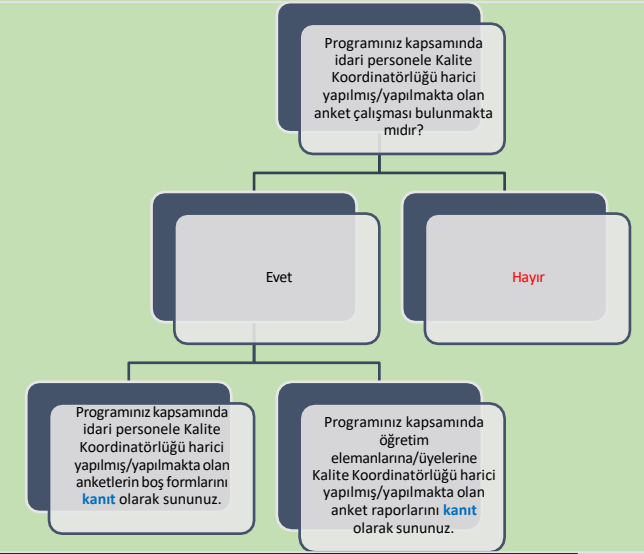 Programınız kapsamında
idari personele Kalite
Koordinatörlüğü harici
yapılmış/yapılmakta olan
anket çalışması bulunmakta
mıdır?
Evet
Hayır
Programınız kapsamında
idari personele Kalite
Koordinatörlüğü harici
yapılmış/yapılmakta olan
anketlerin boş formlarını
kanıt olarak sununuz.
Programınız kapsamında
öğretim
elemanlarına/üyelerine
Kalite Koordinatörlüğü harici
yapılmış/yapılmakta olan
anket raporlarını kanıt
olarak sununuz.